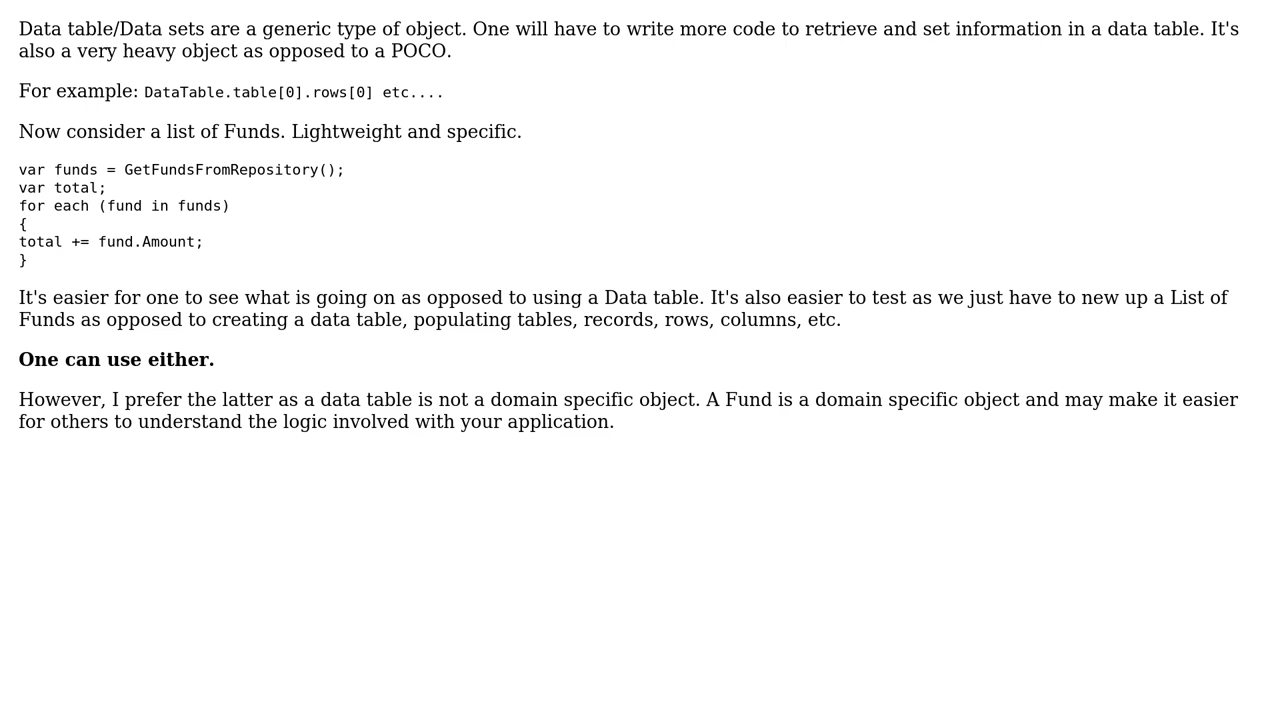 Data table/Data sets are a generic type of object. One will have to write more code to retrieve and set information in a data table. It's
also a very heavy object as opposed to a POCO.
For example: DataTable.table[0].rows[0] etc....
Now consider a list of Funds. Lightweight and specific.
var funds = GetFundsFromRepository();
var total;
for each (fund in funds)
{
total += fund.Amount;
}
It's easier for one to see what is going on as opposed to using a Data table. It's also easier to test as we just have to new up a List of
Funds as opposed to creating a data table, populating tables, records, rows, columns, etc.
One can use either.
However, I prefer the latter as a data table is not a domain specific object. A Fund is a domain specific object and may make it easier
for others to understand the logic involved with your application.